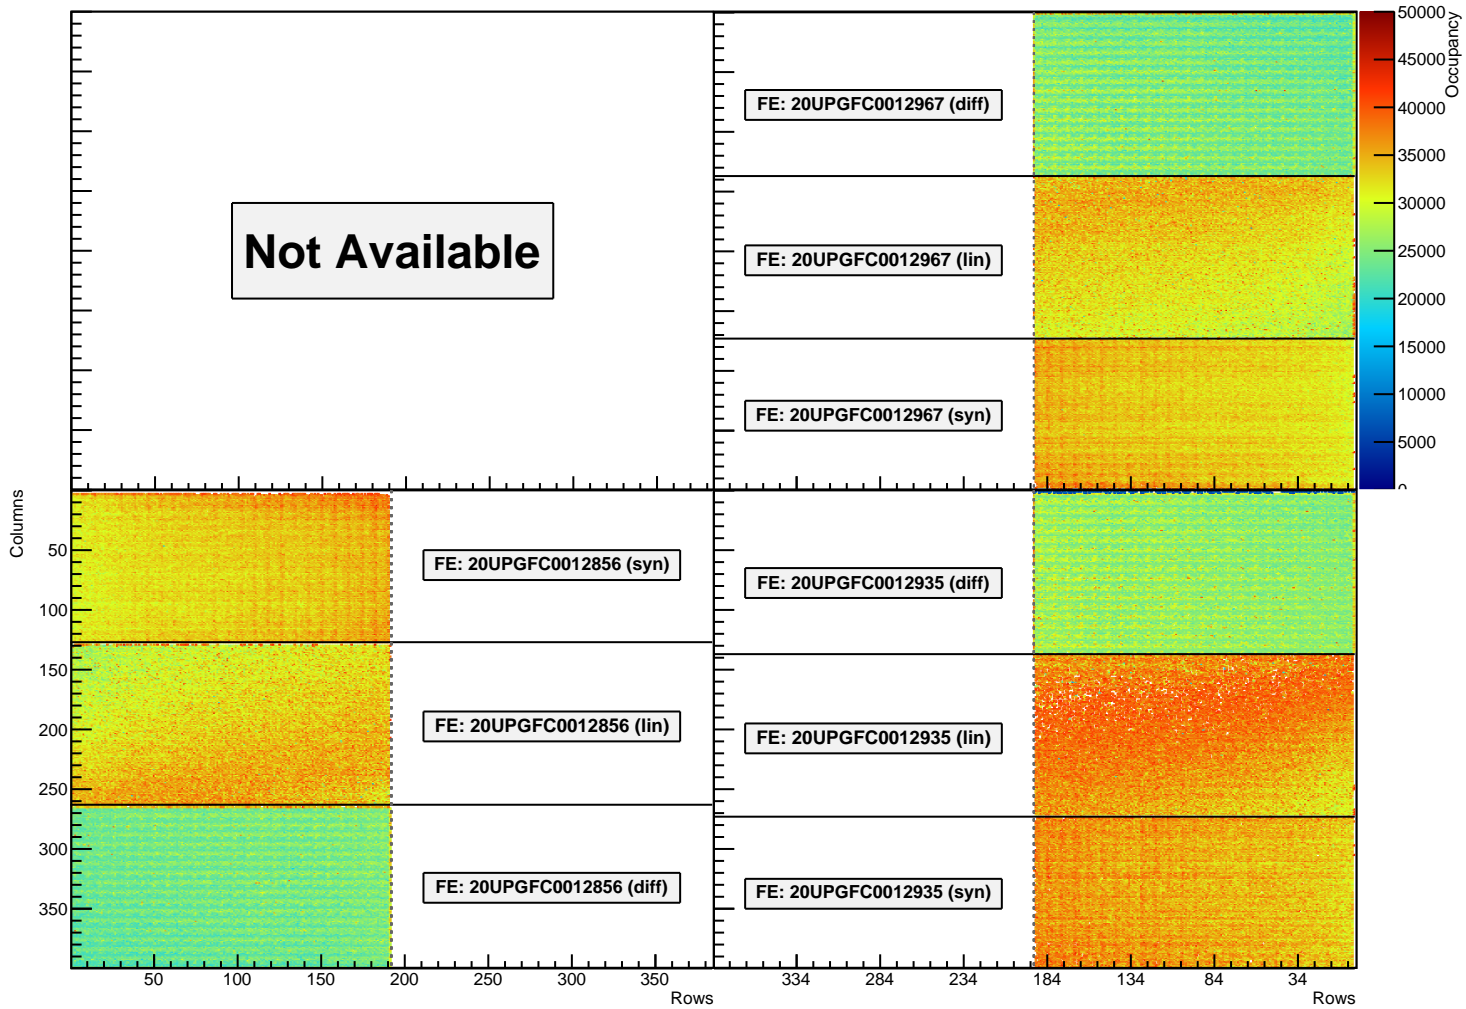 50000
45000
40000
35000
30000
25000
20000
15000
10000
5000
0
Occupancy
Not Available
FE: 20UPGFC0012967 (diff)
FE: 20UPGFC0012967 (lin)
FE: 20UPGFC0012967 (syn)
Columns
50
100
150
200
250
300
350
FE: 20UPGFC0012856 (syn)
FE: 20UPGFC0012856 (lin)
FE: 20UPGFC0012856 (diff)
FE: 20UPGFC0012935 (diff)
FE: 20UPGFC0012935 (lin)
FE: 20UPGFC0012935 (syn)
50 100 150 200 250 300 350
Rows
334 284 234 184 134 84 34
Rows